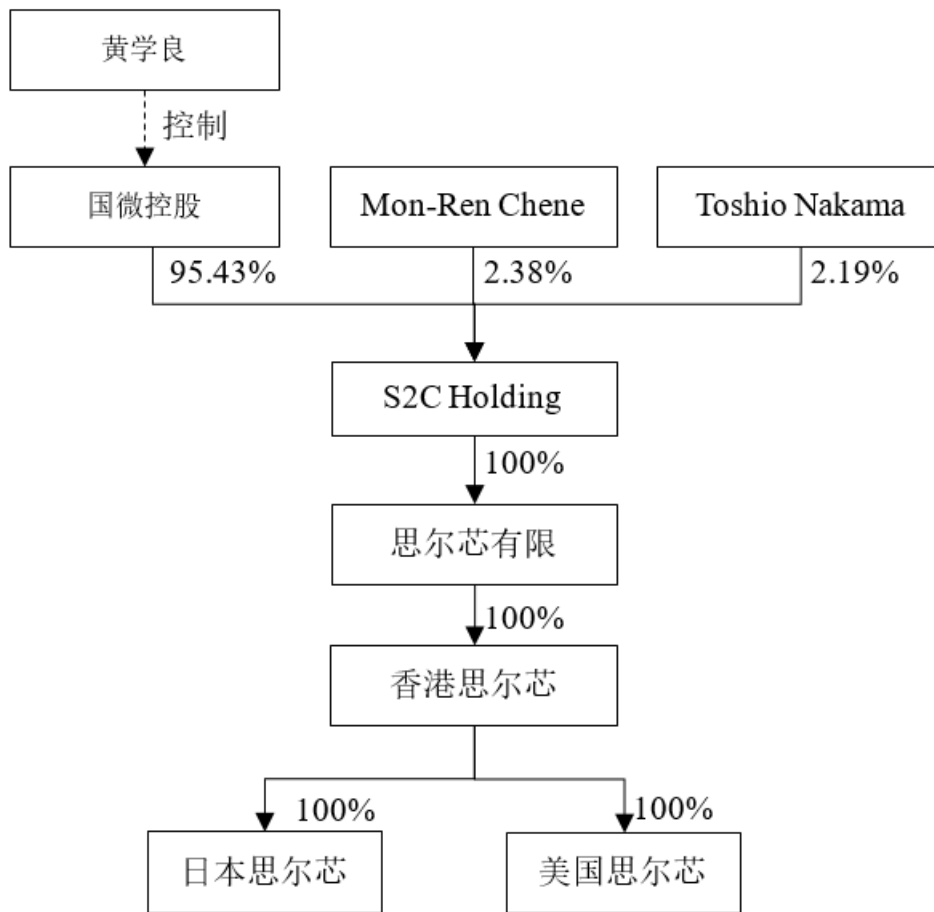 黄学良
控制
国微控股
Mon-Ren Chene
Toshio Nakama
95.43%
2.38%
2.19%
S2C Holding
100%
思尔芯有限
100%
香港思尔芯
100%
100%
日本思尔芯
美国思尔芯